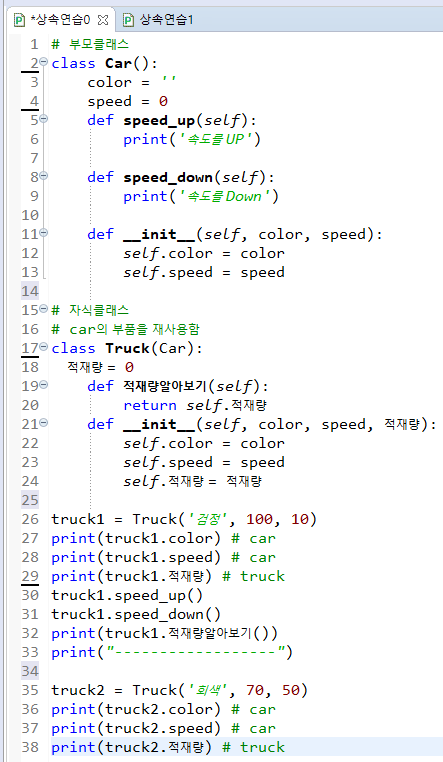 *상속연습0 상속연습1
1 # 부모클래스
2 class Car():
3 color = ''
4 speed = 0
5 def speed_up(self):
6 print('속도를 UP')
7
8 def speed_down(self):
9 print('속도를 Down')
10
11 def __init__(self, color, speed):
12 self.color = color
13 self.speed = speed
14
15 # 자식클래스
16 # car의 부품을 재사용함
17 class Truck(Car):
18 적재량 = 0
19 def 적재량알아보기(self):
20 return self.적재량
21 def __init__(self, color, speed, 적재량):
22 self.color = color
23 self.speed = speed
24 self.적재량 = 적재량
25
26 truck1 = Truck('검정', 100, 10)
27 print(truck1.color) # car
28 print(truck1.speed) # car
29 print(truck1.적재량) # truck
30 truck1.speed_up()
31 truck1.speed_down()
32 print(truck1.적재량알아보기())
33 print("------------------")
34
35 truck2 = Truck('회색', 70, 50)
36 print(truck2.color) # car
37 print(truck2.speed) # car
38 print(truck2.적재량) # truck